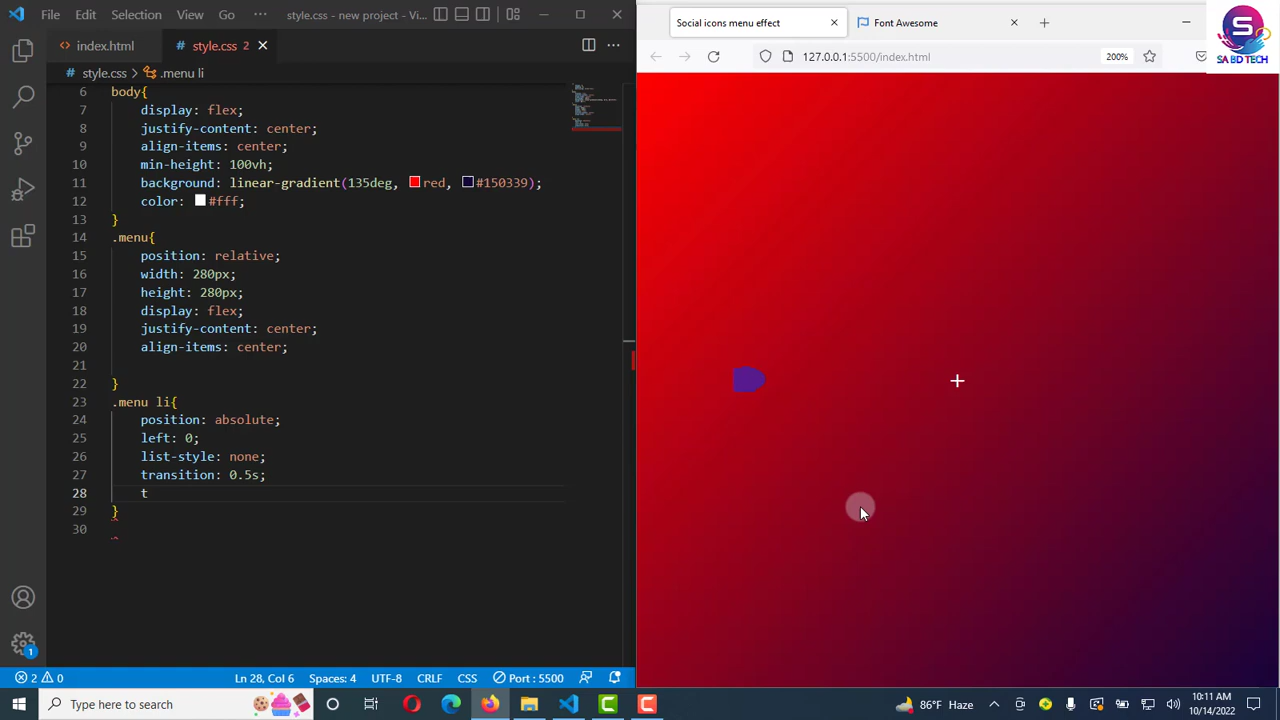 File Edit Selection View Go ··· style.css - new project - Visual...
index.html
style.css 2
style.css > .menu li
6 body{
7 display: flex;
8 justify-content: center;
9 align-items: center;
10 min-height: 100vh;
11 background: linear-gradient(135deg, red, #150339);
12 color: #fff;
13 }
14 .menu{
15 position: relative;
16 width: 280px;
17 height: 280px;
18 display: flex;
19 justify-content: center;
20 align-items: center;
21
22 }
23 .menu li{
24 position: absolute;
25 left: 0;
26 list-style: none;
27 transition: 0.5s;
28 t
29 }
30
1
2 0 Ln 28, Col 6 Spaces: 4 UTF-8 CRLF CSS Port : 5500
Social icons menu effect
Font Awesome
127.0.0.1:5500/index.html 200%
S
SA BD TECH
+
Type here to search
86°F Haze
10:11 AM
10/14/2022